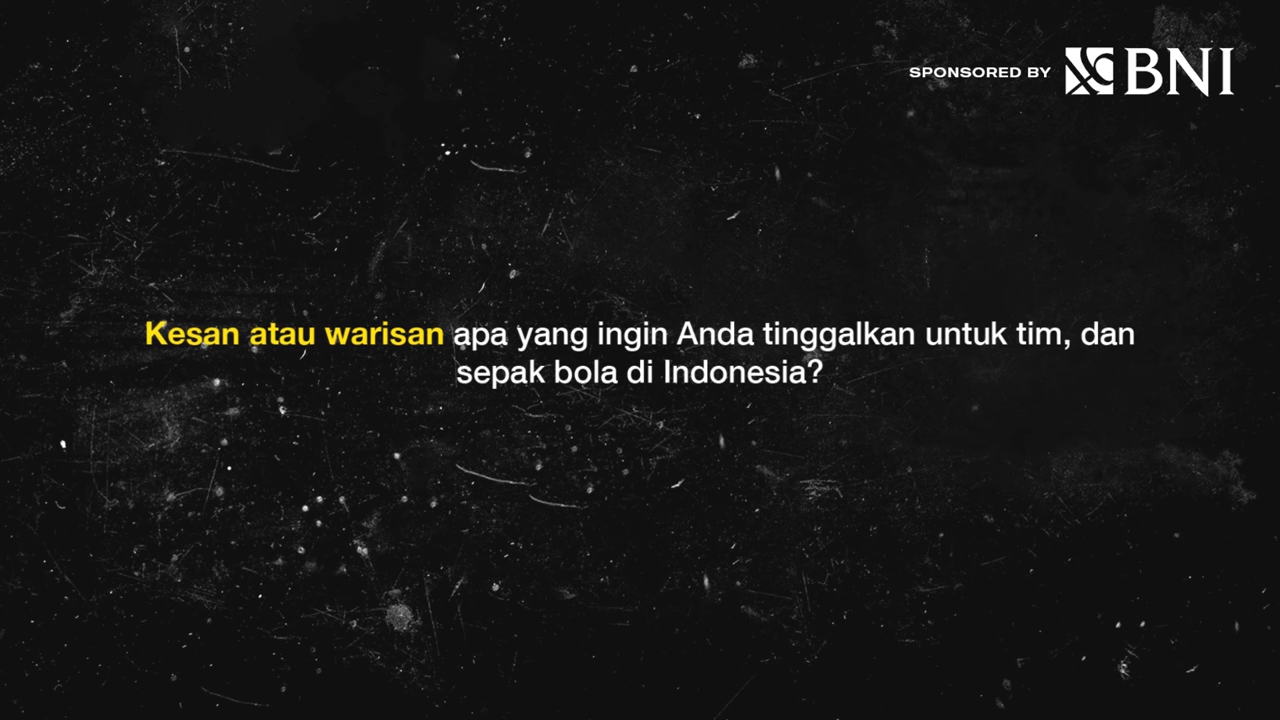 SPONSORED BY BNI
Kesan atau warisan apa yang ingin Anda tinggalkan untuk tim, dan
sepak bola di Indonesia?